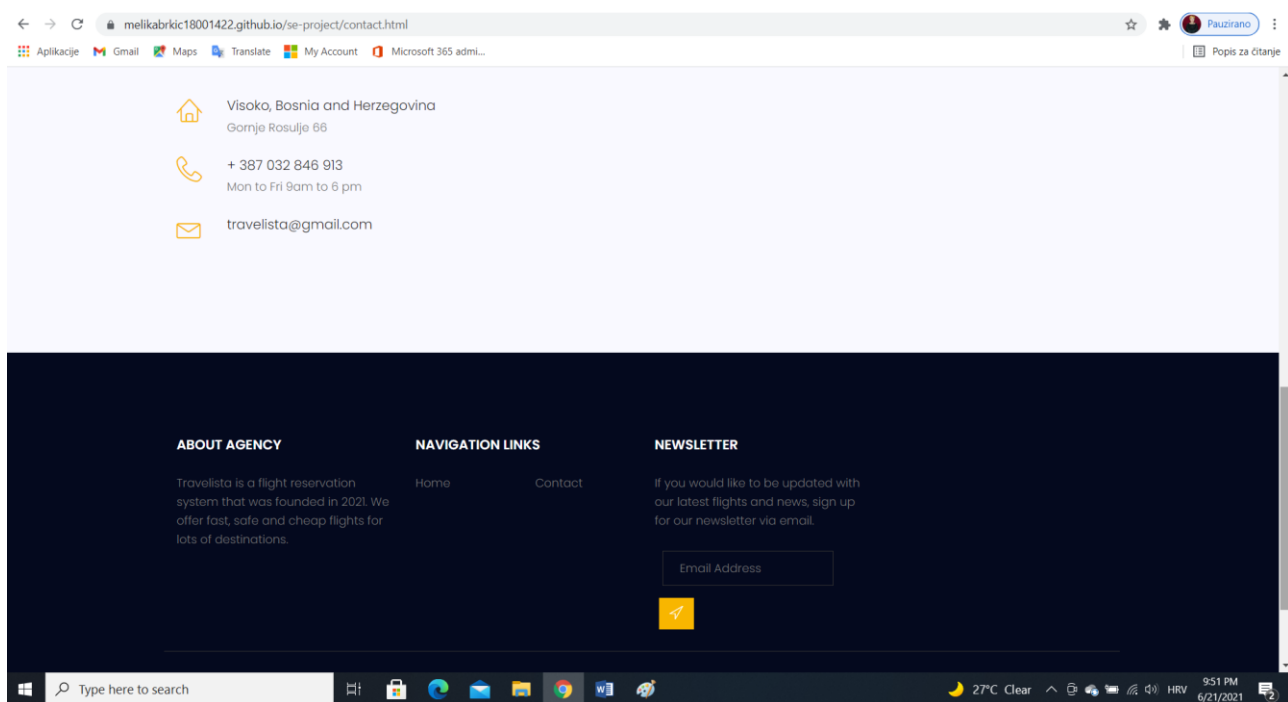 melikabrkic18001422.github.io/se-project/contact.html
Pauzirano
Aplikacije Gmail Maps Translate My Account Microsoft 365 admi... Popis za čitanje
Visoko, Bosnia and Herzegovina
Gornje Rosulje 66
+ 387 032 846 913
Mon to Fri 9am to 6 pm
travelista@gmail.com
ABOUT AGENCY
Travelista is a flight reservation
system that was founded in 2021. We
offer fast, safe and cheap flights for
lots of destinations.
NAVIGATION LINKS
Home Contact
NEWSLETTER
If you would like to be updated with
our latest flights and news, sign up
for our newsletter via email.
Email Address
Type here to search
27°C Clear
HRV
9:51 PM
6/21/2021
2